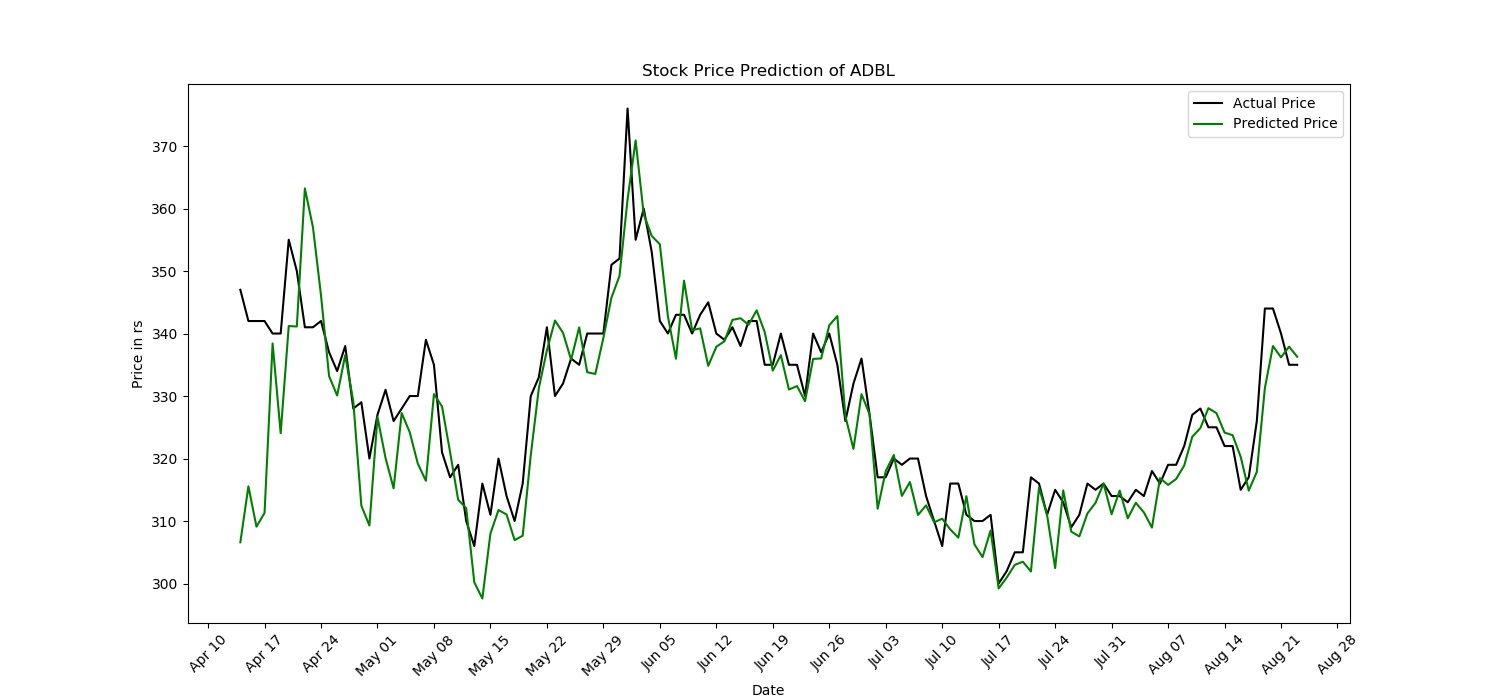 Stock Price Prediction of ADBL
Actual Price
Predicted Price
Price in rs
370
360
350
340
330
320
310
300
Apr 10
Apr 17
Apr 24
May 01
May 08
May 15
May 22
May 29
Jun 05
Jun 12
Jun 19
Jun 26
Jul 03
Jul 10
Jul 17
Jul 24
Jul 31
Aug 07
Aug 14
Aug 21
Aug 28
Date